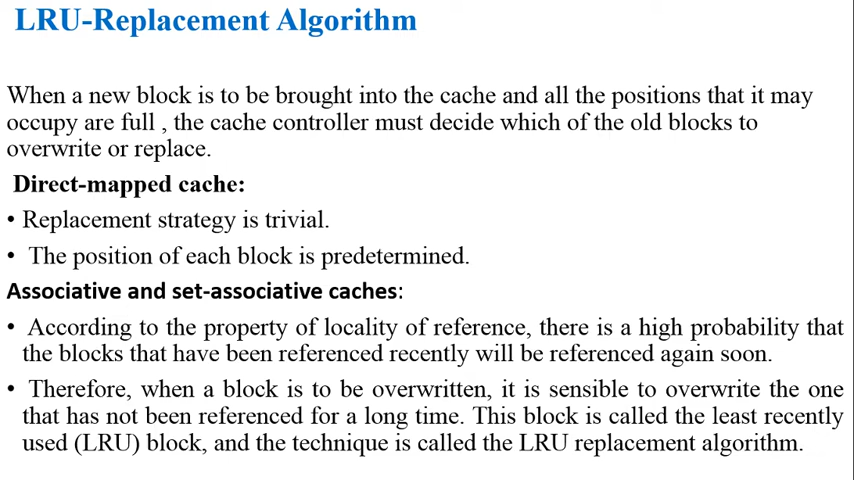 LRU-Replacement Algorithm
When a new block is to be brought into the cache and all the positions that it may
occupy are full , the cache controller must decide which of the old blocks to
overwrite or replace.
Direct-mapped cache:
• Replacement strategy is trivial.
• The position of each block is predetermined.
Associative and set-associative caches:
• According to the property of locality of reference, there is a high probability that
the blocks that have been referenced recently will be referenced again soon.
• Therefore, when a block is to be overwritten, it is sensible to overwrite the one
that has not been referenced for a long time. This block is called the least recently
used (LRU) block, and the technique is called the LRU replacement algorithm.